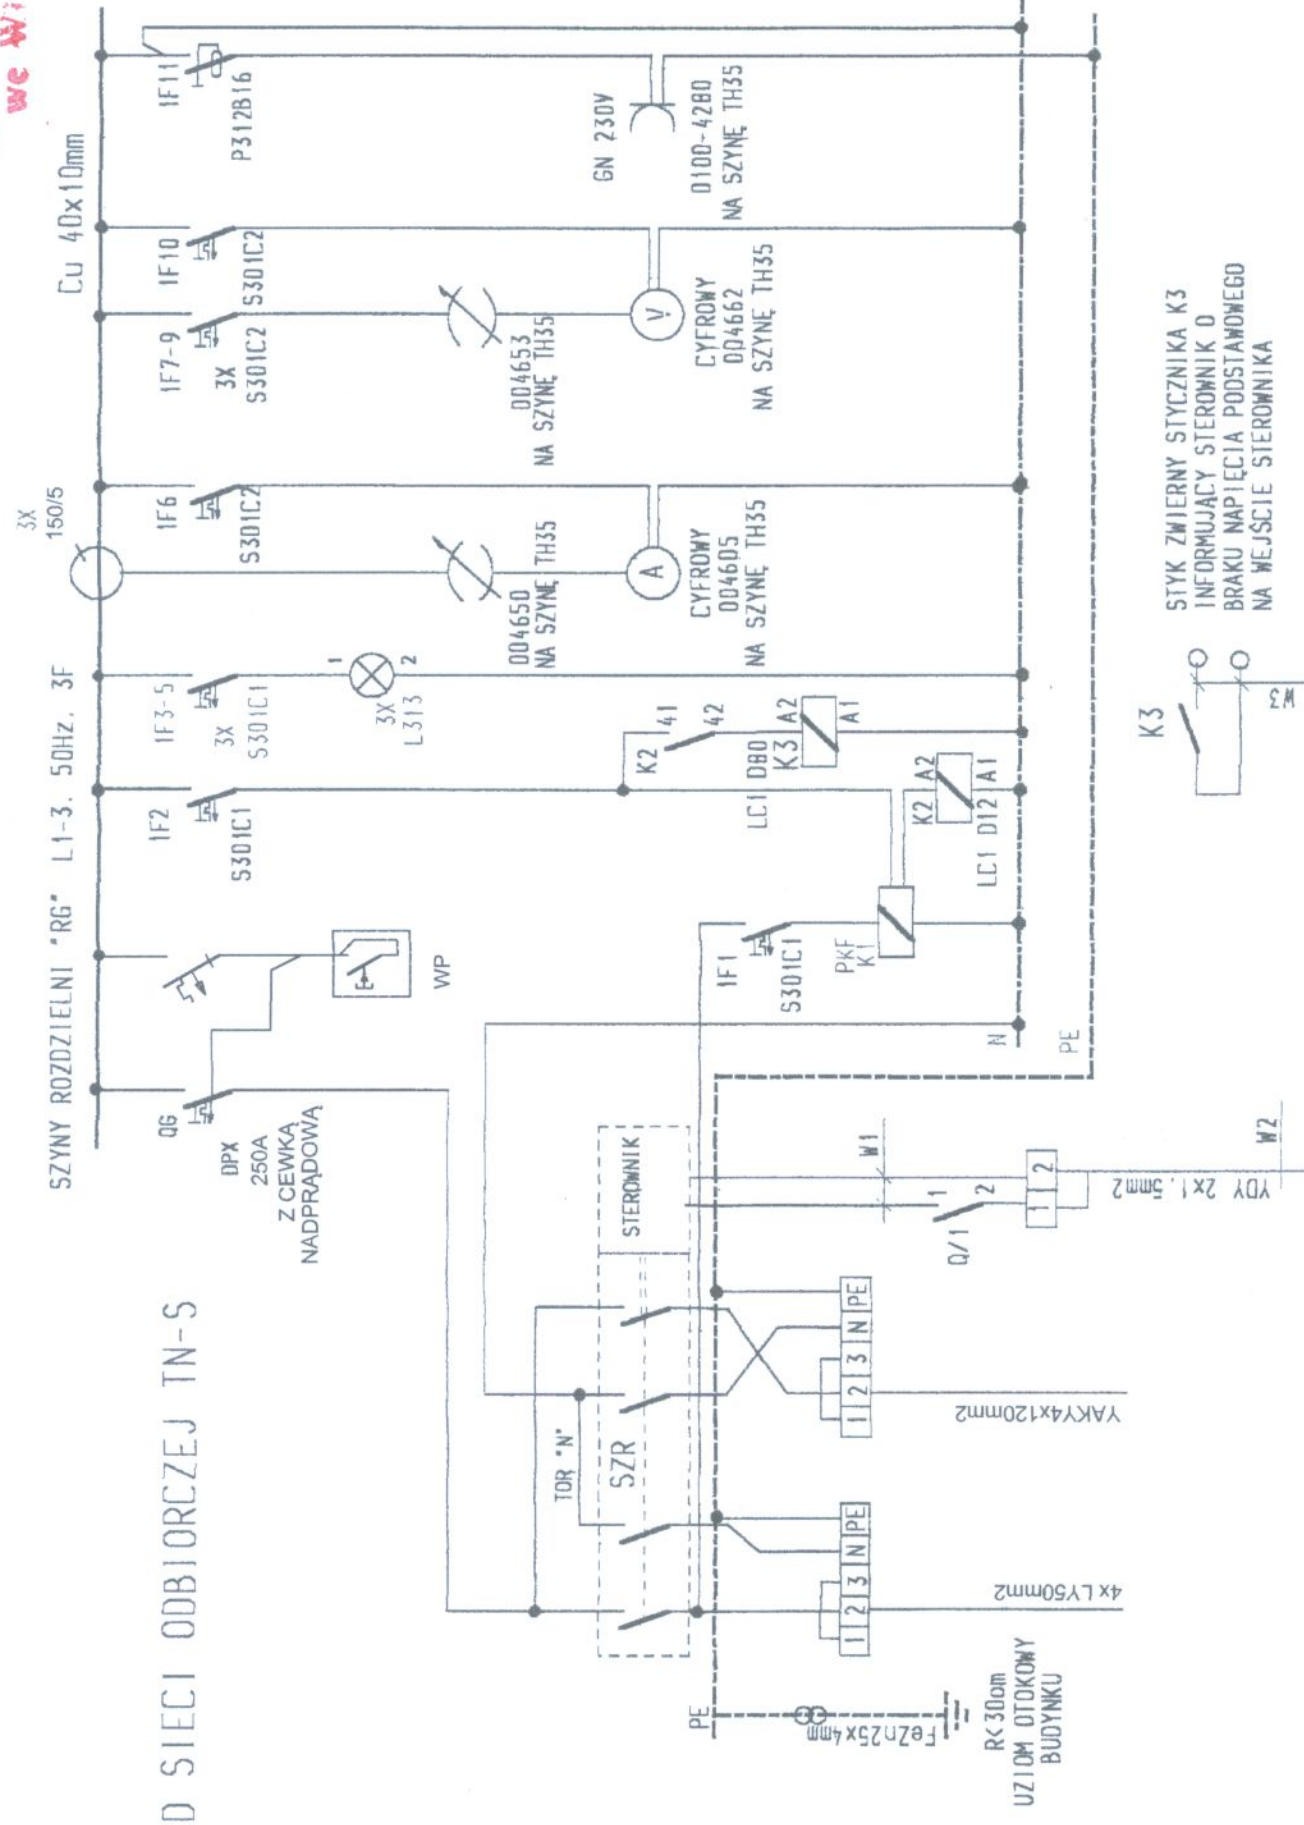 D SIECI ODBIORCZEJ TN-S
SZYNY ROZDZIELNI "RG" L1-3, 50Hz, 3F
3X
150/5
Cu 40x10mm
we Wr
QG
DPX
250A
Z CEWKĄ
NADPRĄDOWĄ
WP
1F2
S301C1
1F3-5
3X
S301C1
1
2
3X
L313
1F6
S301C2
004650
NA SZYNĘ TH35
A
CYFROWY
004605
NA SZYNĘ TH35
1F7-9
3X
S301C2
1F10
S301C2
004653
NA SZYNĘ TH35
V
CYFROWY
004662
NA SZYNĘ TH35
1F11
P312B16
GN 230V
0100-4280
NA SZYNĘ TH35
K2
41
42
LC1 D80
K3
A2
A1
K2
A2
LC1 D12
A1
1F1
S301C1
PKF
K1
N
PE
TOR "N"
SZR
STEROWNIK
W1
Q/1
1
2
1 2
YDY 2x1,5mm2
W2
1 2 3 N PE
YAKY4x120mm2
1 2 3 N PE
4x LY50mm2
PE
FeZn25x4mm
R<30om
UZIOM OTOKOWY
BUDYNKU
K3
W3
STYK ZWIERNY STYCZNIKA K3
INFORMUJĄCY STEROWNIK O
BRAKU NAPIĘCIA PODSTAWOWEGO
NA WEJŚCIE STEROWNIKA